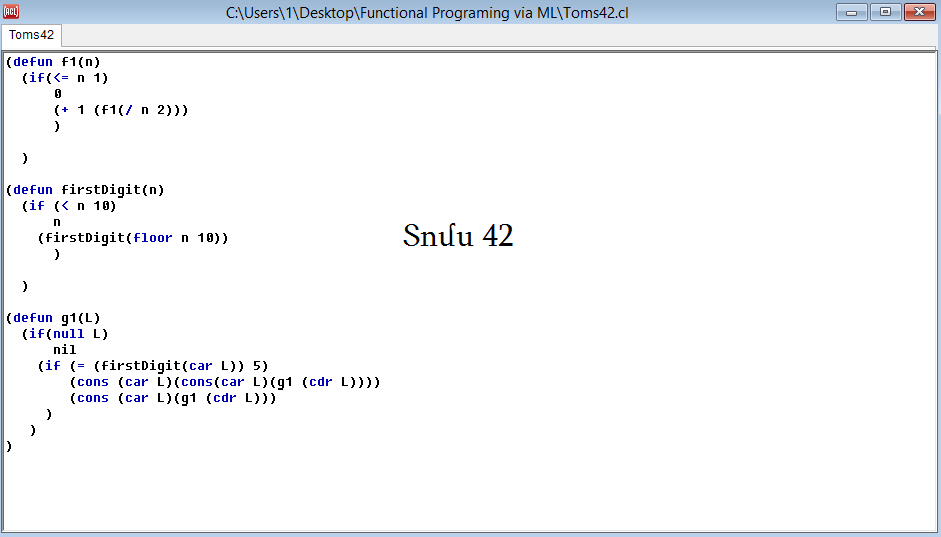 ACL
C:\Users\1\Desktop\Functional Programing via ML\Toms42.cl
Toms42
(defun f1(n)
(if(<= n 1)
0
(+ 1 (f1(/ n 2)))
)
)
(defun firstDigit(n)
(if (< n 10)
n
(firstDigit(floor n 10))
)
)
Տոմս 42
(defun g1(L)
(if(null L)
nil
(if (= (firstDigit(car L)) 5)
(cons (car L)(cons(car L)(g1 (cdr L))))
(cons (car L)(g1 (cdr L)))
)
)
)